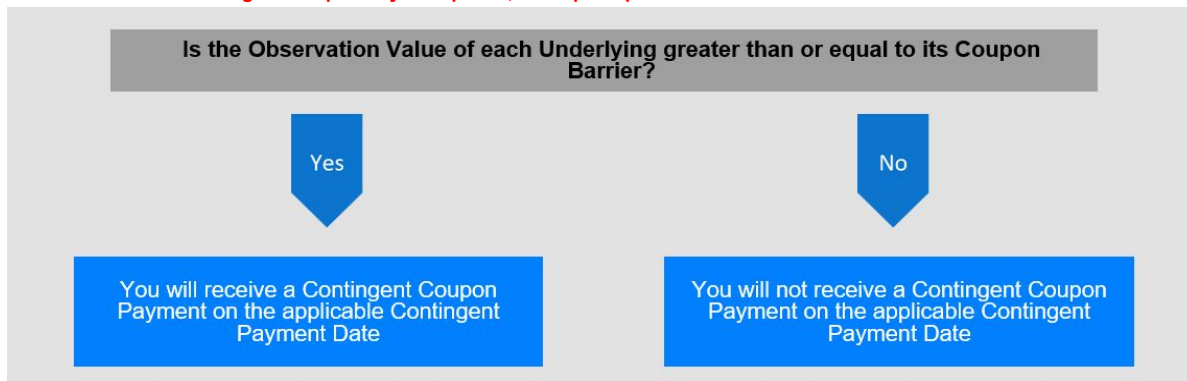 Is the Observation Value of each Underlying greater than or equal to its Coupon
Barrier?
Yes
No
You will receive a Contingent Coupon
Payment on the applicable Contingent
Payment Date
You will not receive a Contingent Coupon
Payment on the applicable Contingent
Payment Date